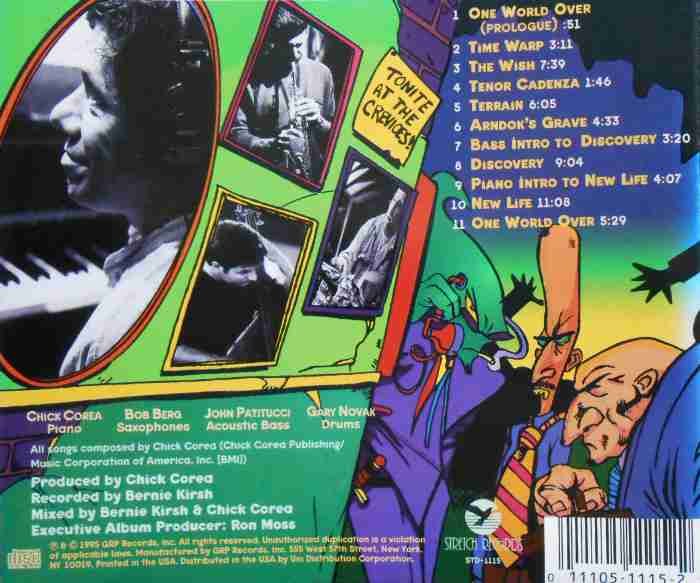 1 ONE WORLD OVER
(PROLOGUE) :51
2 TIME WARP 3:11
3 THE WISH 7:39
4 TENOR CADENZA 1:46
5 TERRAIN 6:05
6 ARNDOK'S GRAVE 4:33
7 BASS INTRO TO DISCOVERY 3:20
8 DISCOVERY 9:04
9 PIANO INTRO TO NEW LIFE 4:07
10 NEW LIFE 11:08
11 ONE WORLD OVER 5:29
TONITE
AT THE
CREVICES!
CHICK COREA
Piano
BOB BERG
Saxophones
JOHN PATITUCCI
Acoustic Bass
GARY NOVAK
Drums
All songs composed by Chick Corea (Chick Corea Publishing/
Music Corporation of America, Inc. [BMI])
Produced by Chick Corea
Recorded by Bernie Kirsh
Mixed by Bernie Kirsh & Chick Corea
Executive Album Producer: Ron Moss
℗ © 1995 GRP Records, Inc. All rights reserved. Unauthorized duplication is a violation
of applicable laws. Manufactured by GRP Records, Inc. 555 West 57th Street, New York,
NY 10019. Printed in the USA. Distributed in the USA by Uni Distribution Corporation.
STRETCH RECORDS
STD-1115
0 11105-1115-2